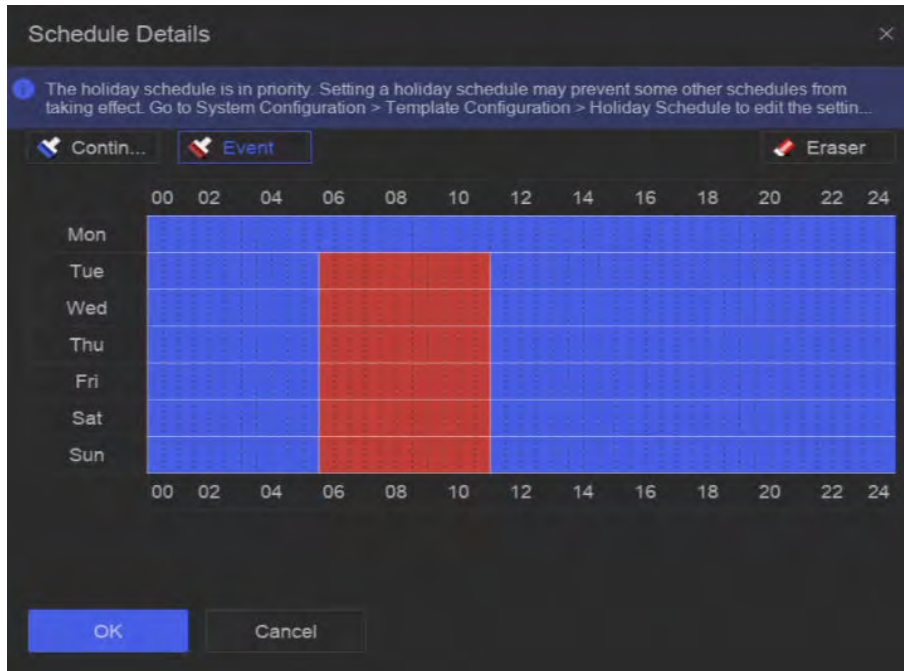 Schedule Details
The holiday schedule is in priority. Setting a holiday schedule may prevent some other schedules from
taking effect. Go to System Configuration > Template Configuration > Holiday Schedule to edit the settin...
Contin... Event Eraser
00 02 04 06 08 10 12 14 16 18 20 22 24
Mon
Tue
Wed
Thu
Fri
Sat
Sun
00 02 04 06 08 10 12 14 16 18 20 22 24
OK Cancel